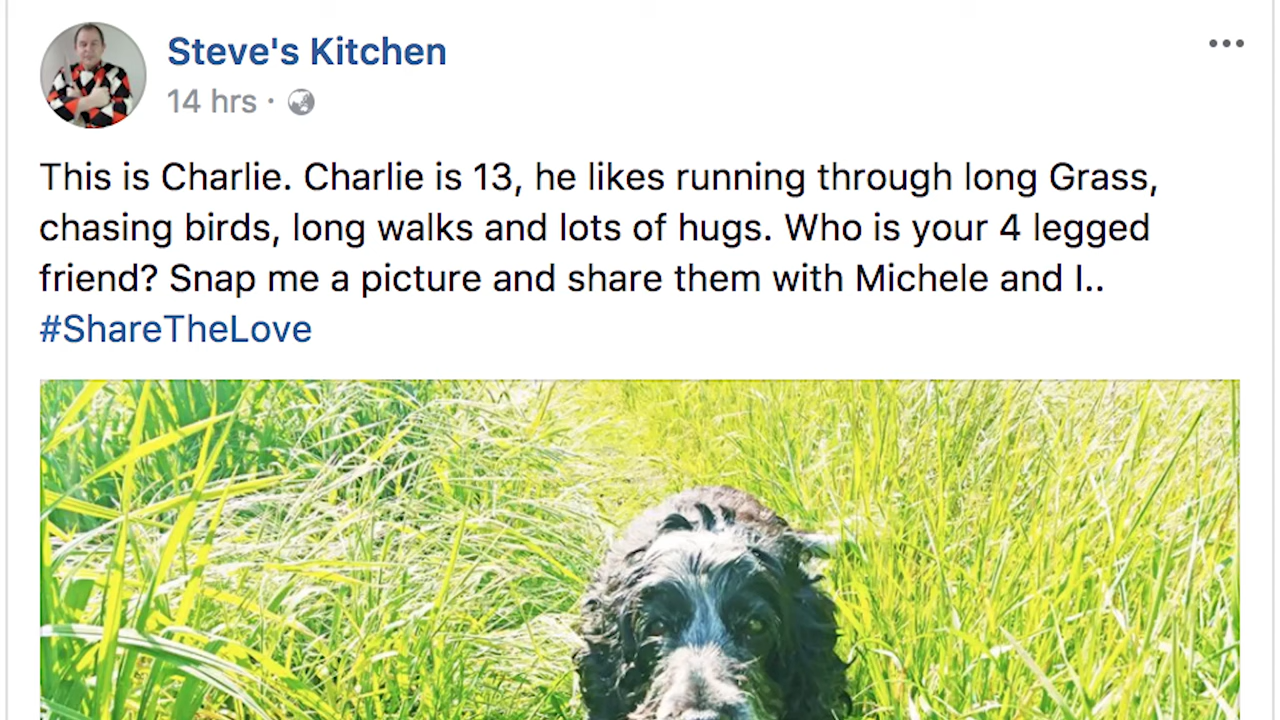 Steve's Kitchen
14 hrs ·
This is Charlie. Charlie is 13, he likes running through long Grass,
chasing birds, long walks and lots of hugs. Who is your 4 legged
friend? Snap me a picture and share them with Michele and I..
#ShareTheLove